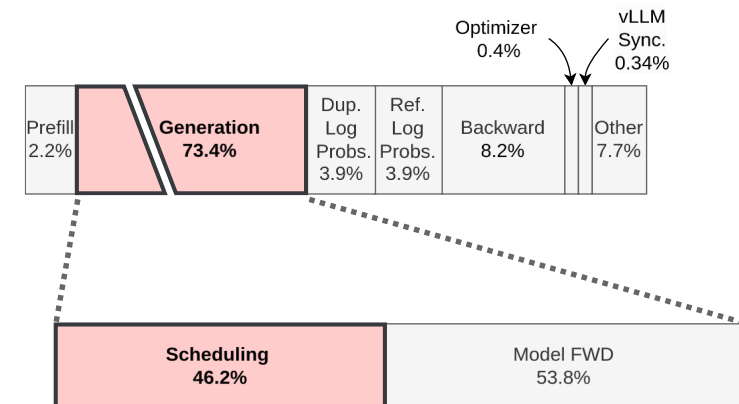 Optimizer
0.4%
vLLM
Sync.
0.34%
Prefill
2.2%
Generation
73.4%
Dup.
Log
Probs.
3.9%
Ref.
Log
Probs.
3.9%
Backward
8.2%
Other
7.7%
Scheduling
46.2%
Model FWD
53.8%